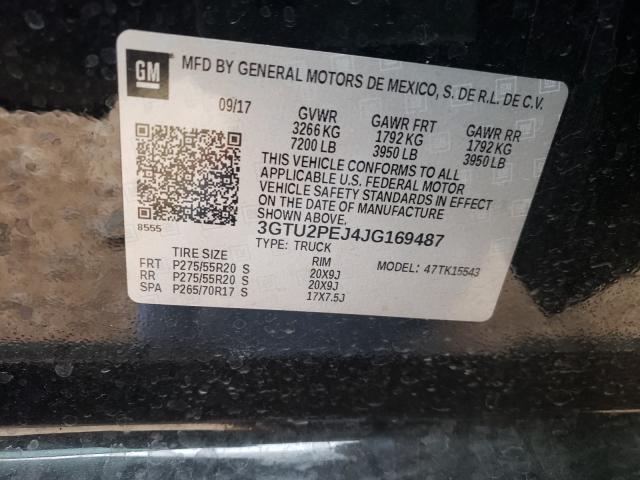 GM
MFD BY GENERAL MOTORS DE MEXICO, S. DE R.L. DE C.V.
09/17 GVWR GAWR FRT GAWR RR
3266 KG 1792 KG 1792 KG
7200 LB 3950 LB 3950 LB
THIS VEHICLE CONFORMS TO ALL
APPLICABLE U.S. FEDERAL MOTOR
VEHICLE SAFETY STANDARDS IN EFFECT
ON THE DATE OF MANUFACTURE
SHOWN ABOVE.
8555 3GTU2PEJ4JG169487
TYPE: TRUCK
TIRE SIZE RIM MODEL: 47TK15543
FRT P275/55R20 S 20X9J
RR P275/55R20 S 20X9J
SPA P265/70R17 S 17X7.5J